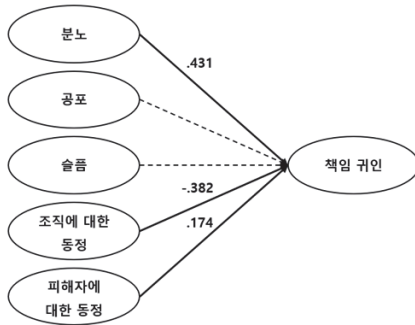 분노
.431
공포
슬픔
책임 귀인
-.382
조직에 대한
동정
.174
피해자에
대한 동정